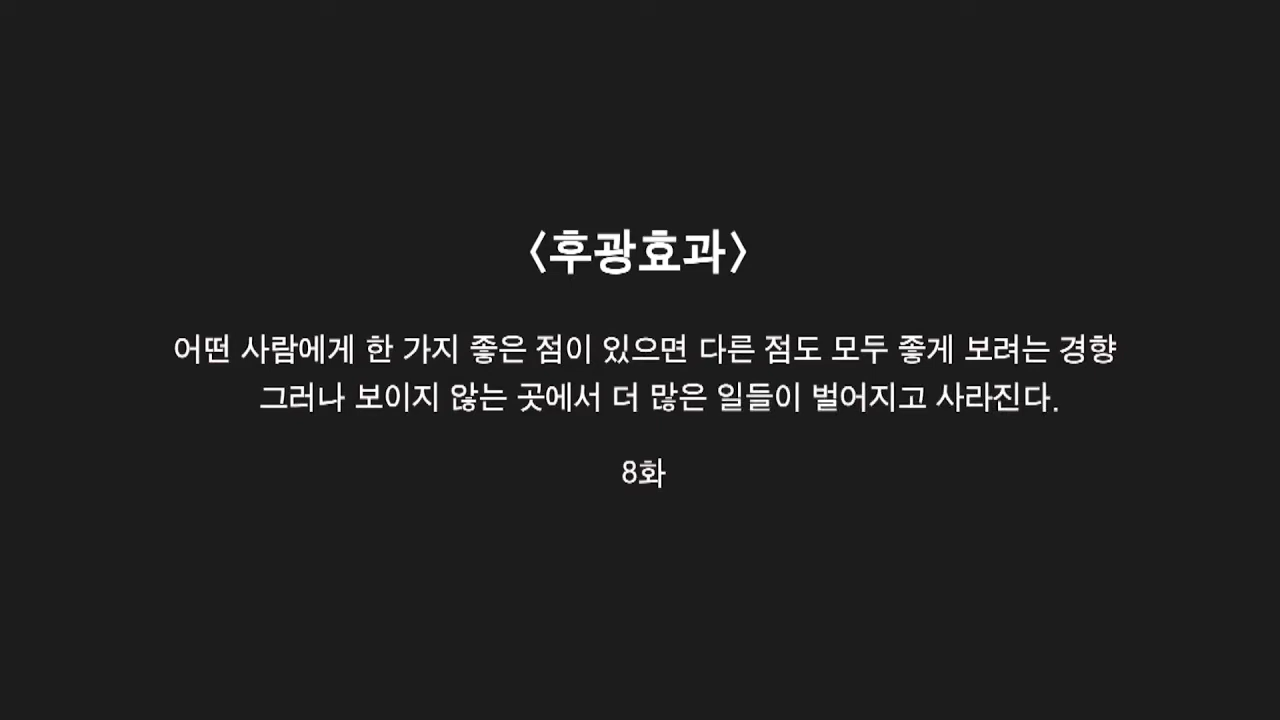 〈후광효과〉
어떤 사람에게 한 가지 좋은 점이 있으면 다른 점도 모두 좋게 보려는 경향
그러나 보이지 않는 곳에서 더 많은 일들이 벌어지고 사라진다.
8화